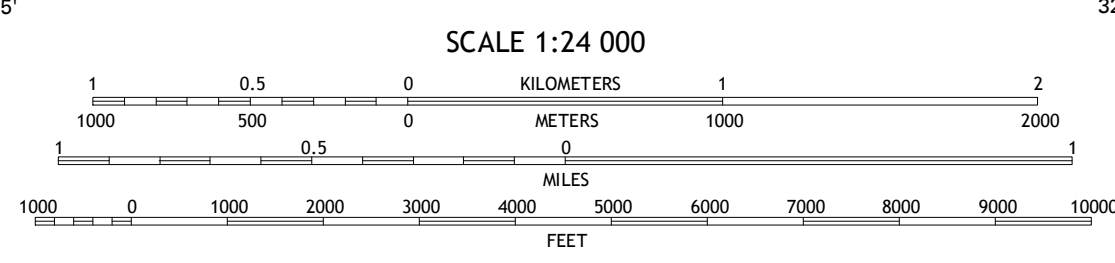 5' 32
SCALE 1:24 000
1 0.5 0 KILOMETERS 1 2
1000 500 0 METERS 1000 2000
1 0.5 0 1
MILES
1000 0 1000 2000 3000 4000 5000 6000 7000 8000 9000 10000
FEET